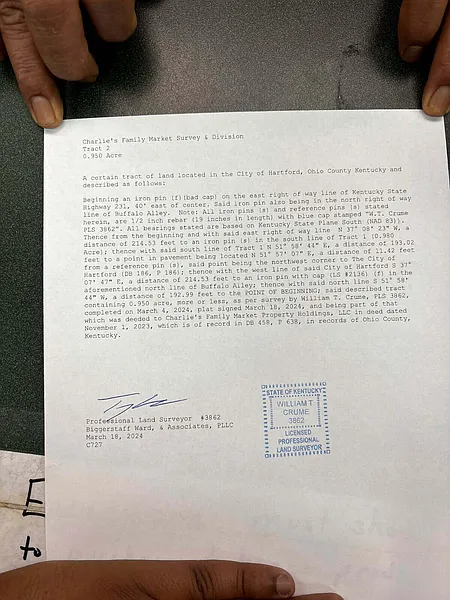 Charlie's Family Market Survey & Division
Tract 2
0.950 Acre
A certain tract of land located in the City of Hartford, Ohio County Kentucky and
described as follows:
Beginning an iron pin (f)(bad cap) on the east right of way line of Kentucky State
Highway 231, 40' east of center. Said iron pin also being in the north right of way
line of Buffalo Alley. Note: All iron pins (s) and reference pins (s) stated
herein, are 1/2 inch rebar (19 inches in length) with blue cap stamped "W.T. Crume
PLS 3862". All bearings stated are based on Kentucky State Plane South (NAD 83)).
Thence from the beginning and with said east right of way line N 37° 08' 23" W, a
distance of 214.53 feet to an iron pin (s) in the south line of Tract 1 (0.980
Acre); thence with said south line of Tract 1 N 51° 58' 44" E, a distance of 193.02
feet to a point in pavement being located N 51° 57' 07" E, a distance of 11.42 feet
from a reference pin (s), said point being the northwest corner to The City of
Hartford (DB 186, P 186); thence with the west line of said City of Hartford S 37°
07' 47" E, a distance of 214.53 feet to an iron pin with cap (LS #2136) (f) in the
aforementioned north line of Buffalo Alley; thence with said north line S 51° 58'
44" W, a distance of 192.99 feet to the POINT OF BEGINNING; said described tract
containing 0.950 acre, more or less, as per survey by William T. Crume, PLS 3862,
completed on March 4, 2024, plat signed March 18, 2024, and being part of that
which was deeded to Charlie's Family Market Property Holdings, LLC in deed dated
November 1, 2023, which is of record in DB 458, P 638, in records of Ohio County,
Kentucky.
Professional Land Surveyor #3862
Biggerstaff Ward, & Associates, PLLC
March 18, 2024
C727
STATE OF KENTUCKY
WILLIAM T.
CRUME
3862
LICENSED
PROFESSIONAL
LAND SURVEYOR
to